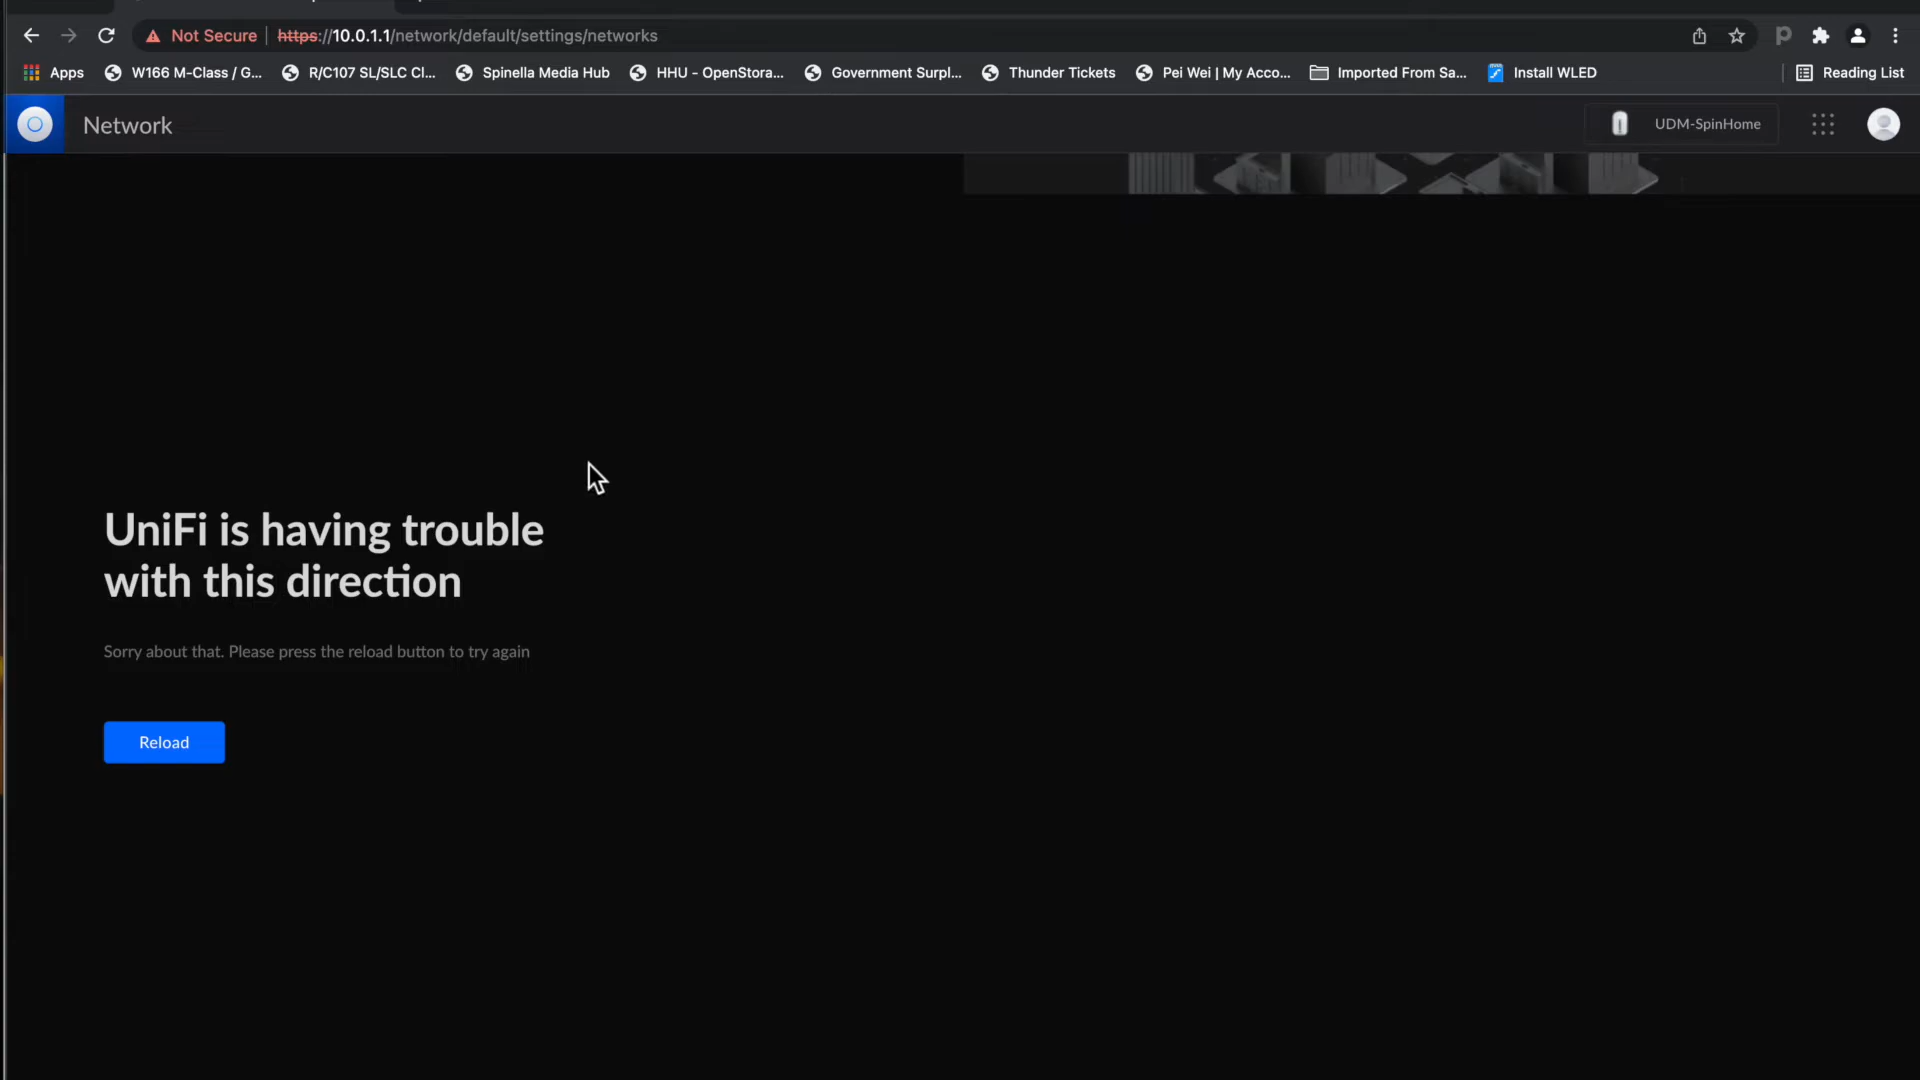 Not Secure https://10.0.1.1/network/default/settings/networks
Apps W166 M-Class / G... R/C107 SL/SLC Cl... Spinella Media Hub HHU - OpenStora... Government Surpl... Thunder Tickets Pei Wei | My Acco... Imported From Sa... Install WLED Reading List
Network UDM-SpinHome
UniFi is having trouble
with this direction
Sorry about that. Please press the reload button to try again
Reload